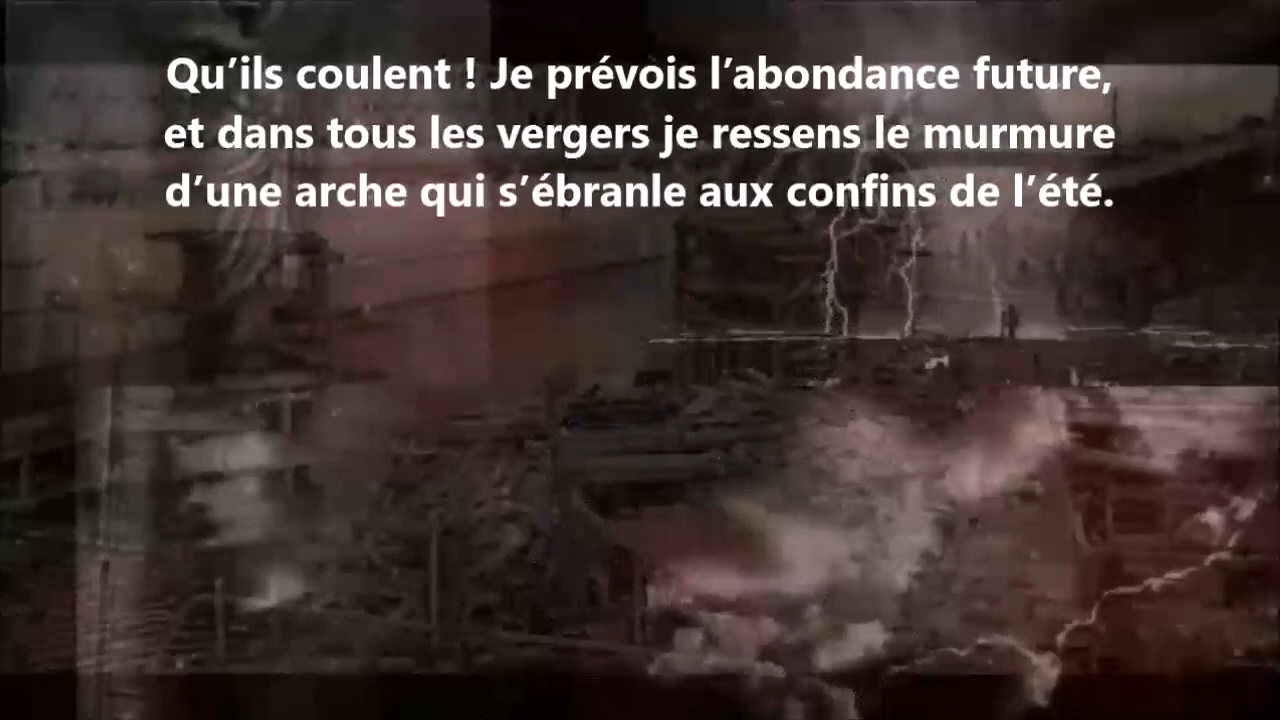 Qu’ils coulent ! Je prévois l’abondance future,
et dans tous les vergers je ressens le murmure
d’une arche qui s’ébranle aux confins de l’été.